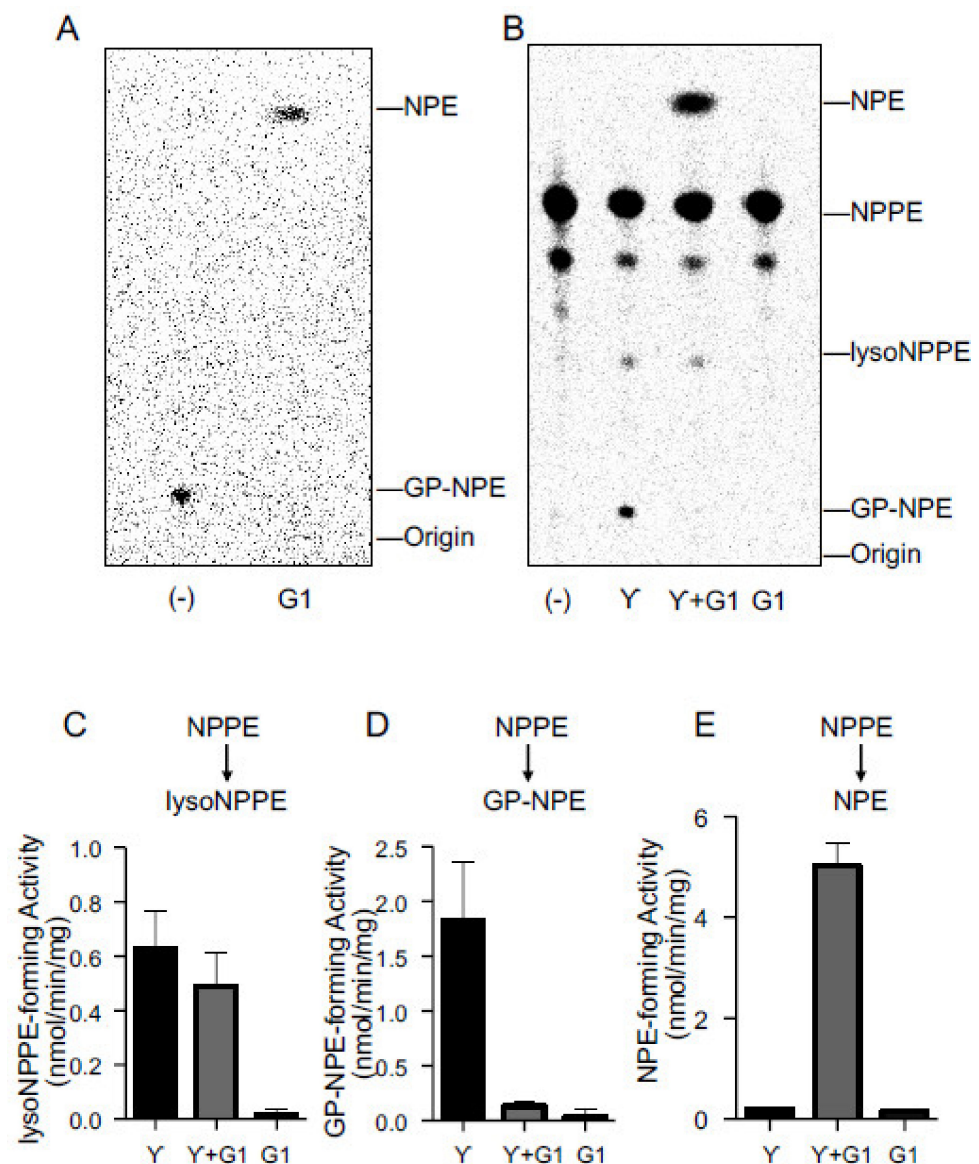 A
B
NPE
GP-NPE
Origin
(-) G1
NPE
NPPE
lysoNPPE
GP-NPE
Origin
(-) ϒ ϒ+G1 G1
C
NPPE
lysoNPPE
lysoNPPE-forming Activity
(nmol/min/mg)
1.0
0.8
0.6
0.4
0.2
0.0
ϒ ϒ+G1 G1
D
NPPE
GP-NPE
GP-NPE-forming Activity
(nmol/min/mg)
2.5
2.0
1.5
1.0
0.5
0.0
ϒ ϒ+G1 G1
E
NPPE
NPE
NPE-forming Activity
(nmol/min/mg)
6
4
2
0
ϒ ϒ+G1 G1